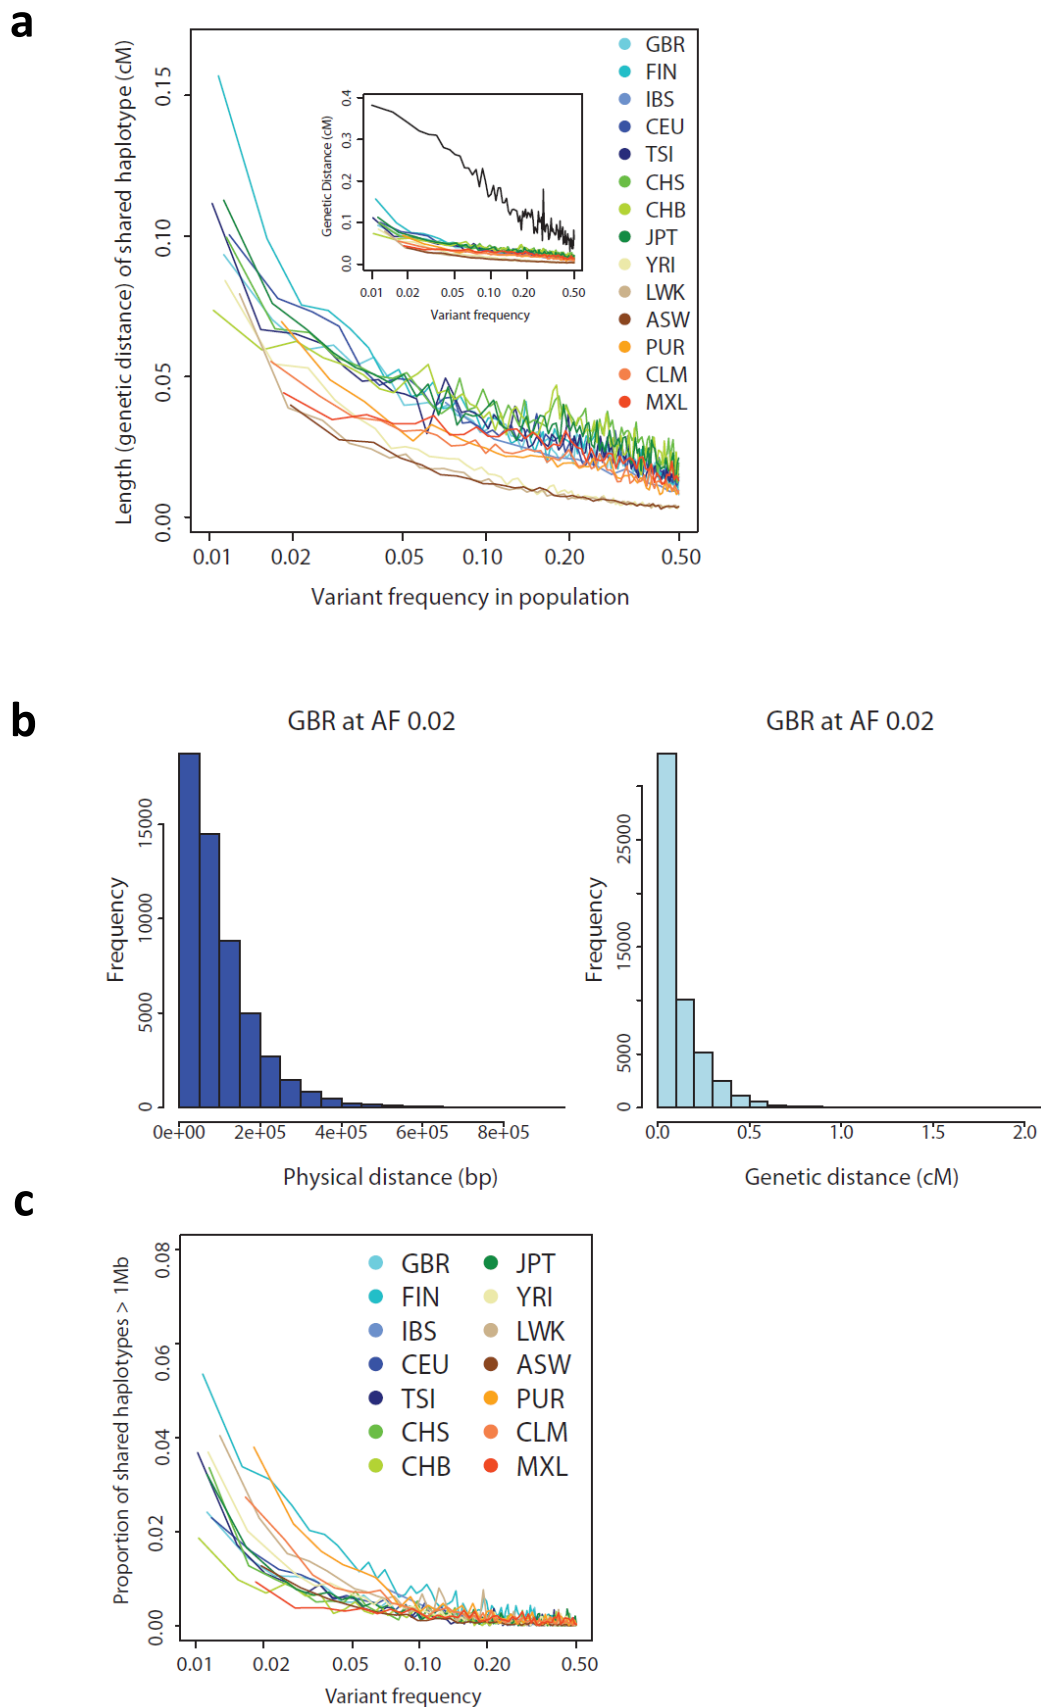 a
Length (genetic distance) of shared haplotype (cM)
0.15
0.10
0.05
0.00
0.01 0.02 0.05 0.10 0.20 0.50
Variant frequency in population
GBR
FIN
IBS
CEU
TSI
CHS
CHB
JPT
YRI
LWK
ASW
PUR
CLM
MXL
Genetic Distance (cM)
0.4
0.3
0.2
0.1
0.0
0.01 0.02 0.05 0.10 0.20 0.50
Variant frequency
b
GBR at AF 0.02
Frequency
15000
10000
5000
0
0e+00 2e+05 4e+05 6e+05 8e+05
Physical distance (bp)
GBR at AF 0.02
Frequency
25000
15000
5000
0
0.0 0.5 1.0 1.5 2.0
Genetic distance (cM)
c
Proportion of shared haplotypes > 1Mb
0.08
0.06
0.04
0.02
0.00
GBR JPT
FIN YRI
IBS LWK
CEU ASW
TSI PUR
CHS CLM
CHB MXL
0.01 0.02 0.05 0.10 0.20 0.50
Variant frequency